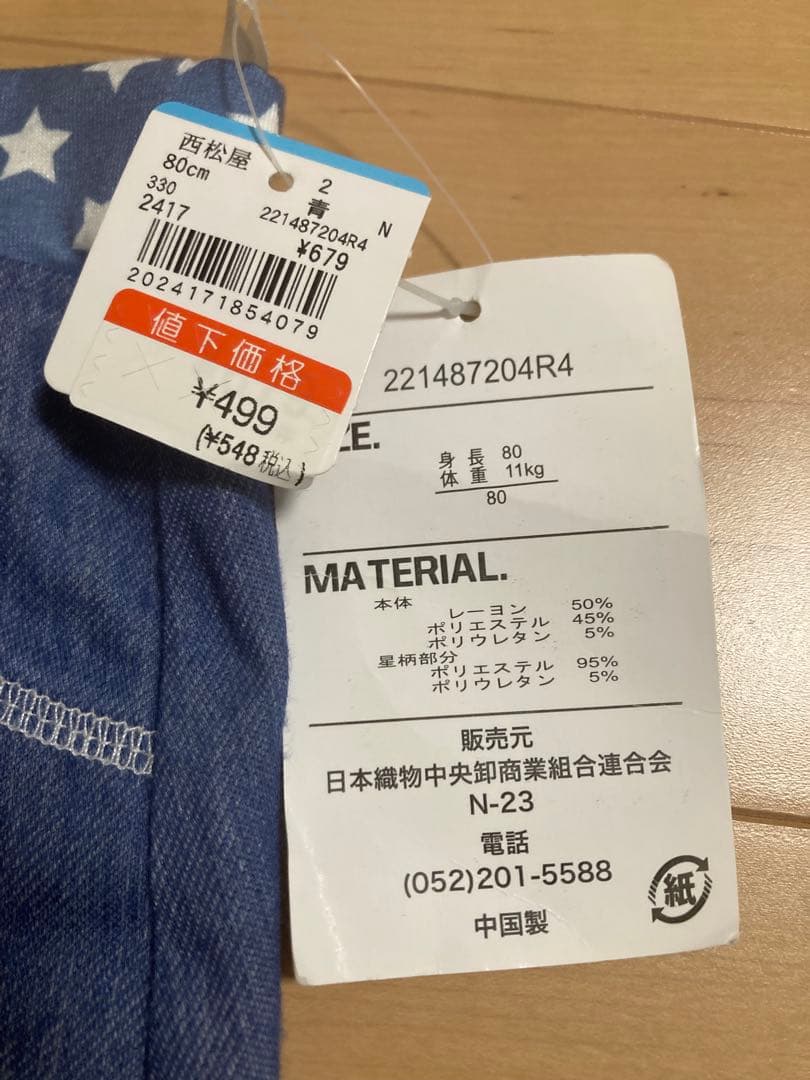 西松屋
80cm
330
2417
2
青
N
221487204R4
¥679
2024171854079
値下価格
¥499
(¥548税込)
221487204R4
ZE.
身長 80
体重 11kg
80
MATERIAL.
本体
レーヨン 50%
ポリエステル 45%
ポリウレタン 5%
星柄部分
ポリエステル 95%
ポリウレタン 5%
販売元
日本織物中央卸商業組合連合会
N-23
電話
(052)201-5588
中国製
紙